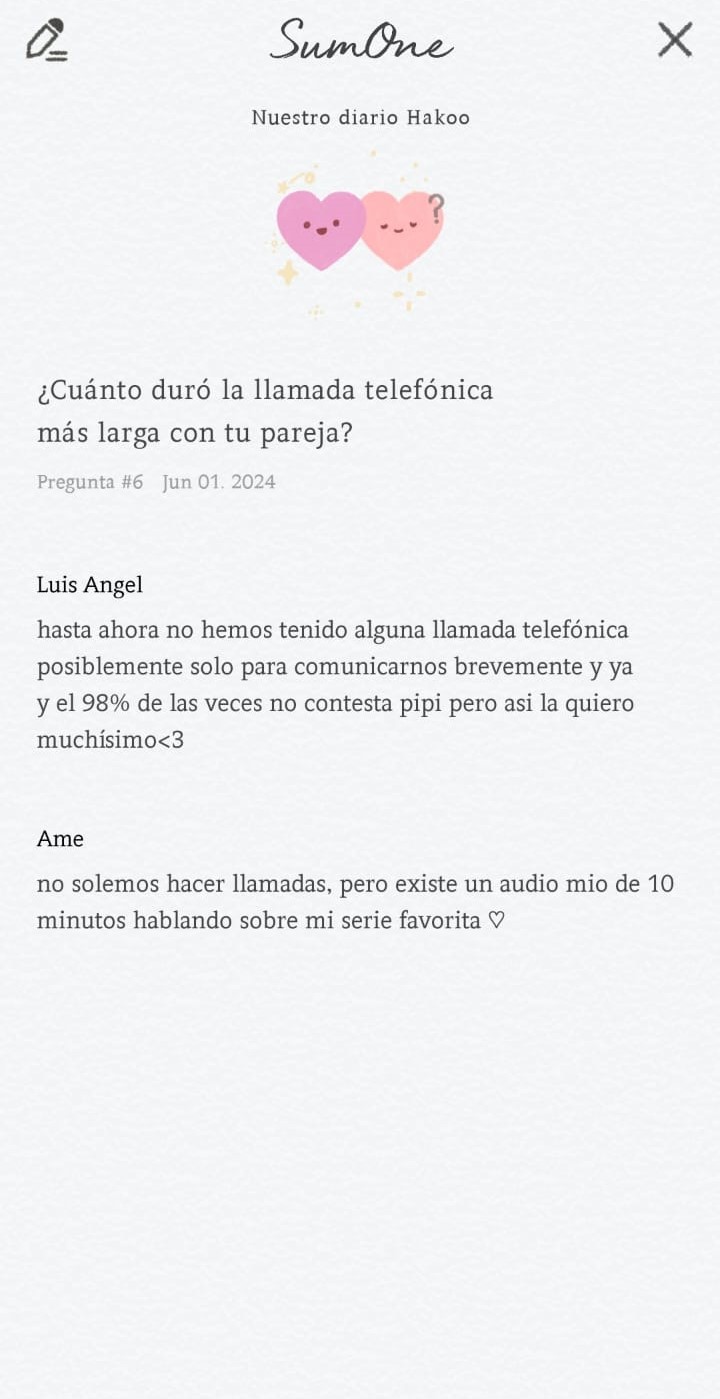 SumOne
Nuestro diario Hakoo
?
¿Cuánto duró la llamada telefónica
más larga con tu pareja?
Pregunta #6 Jun 01. 2024
Luis Angel
hasta ahora no hemos tenido alguna llamada telefónica
posiblemente solo para comunicarnos brevemente y ya
y el 98% de las veces no contesta pipi pero asi la quiero
muchísimo<3
Ame
no solemos hacer llamadas, pero existe un audio mio de 10
minutos hablando sobre mi serie favorita ♡